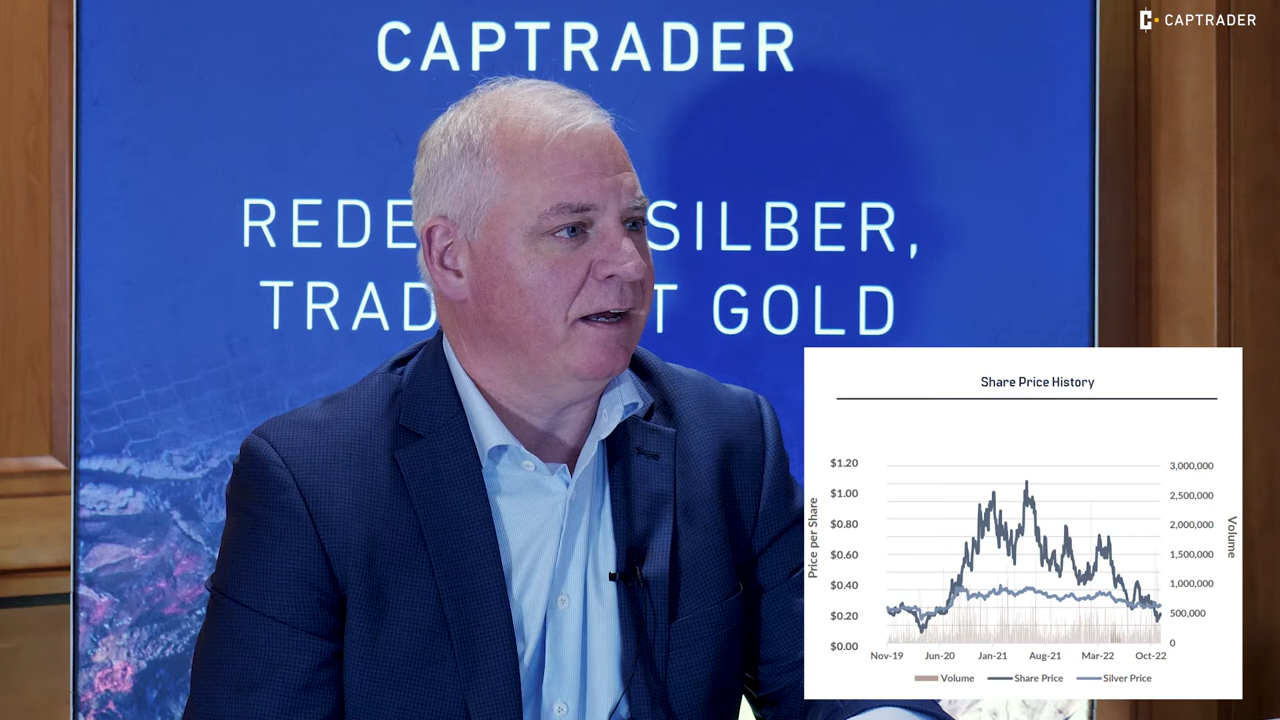 CAPTRADER
CAPTRADER
SILBER,
GOLD
Share Price History
$1.20
$1.00
$0.80
$0.60
$0.40
$0.20
$0.00
Price per Share
3,000,000
2,500,000
2,000,000
1,500,000
1,000,000
500,000
0
Volume
Nov-19 Jun-20 Jan-21 Aug-21 Mar-22 Oct-22
Volume Share Price Silver Price